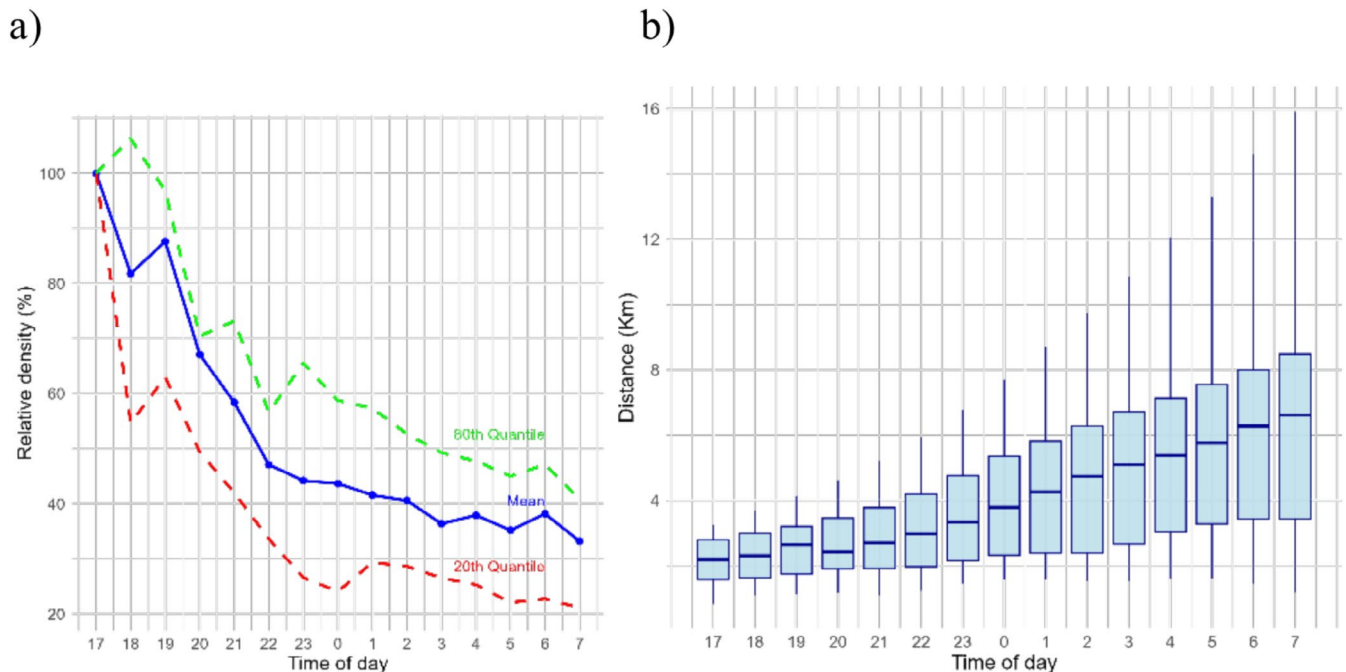 a)
b)
Relative density (%)
100
80
60
40
20
80th Quantile
Mean
20th Quantile
17 18 19 20 21 22 23 0 1 2 3 4 5 6 7
Time of day
Distance (Km)
16
12
8
4
17 18 19 20 21 22 23 0 1 2 3 4 5 6 7
Time of day